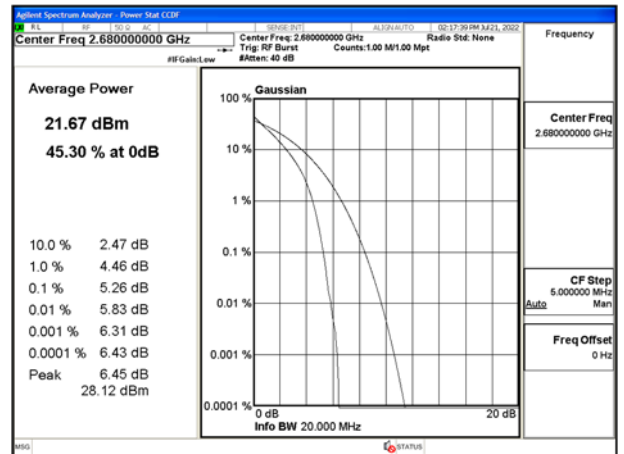 Agilent Spectrum Analyzer - Power Stat CCDF
RL RF 50 Ω AC SENSE:INT ALIGNAUTO 02:17:39 PM Jul 21, 2022
Center Freq 2.680000000 GHz
Center Freq: 2.680000000 GHz Radio Std: None
Trig: RF Burst Counts:1.00 M/1.00 Mpt
#IFGain:Low #Atten: 40 dB
Frequency
Average Power
21.67 dBm
45.30 % at 0dB
10.0 % 2.47 dB
1.0 % 4.46 dB
0.1 % 5.26 dB
0.01 % 5.83 dB
0.001 % 6.31 dB
0.0001 % 6.43 dB
Peak 6.45 dB
28.12 dBm
Gaussian
100 %
10 %
1 %
0.1 %
0.01 %
0.001 %
0.0001 %
0 dB 20 dB
Info BW 20.000 MHz
Center Freq
2.680000000 GHz
CF Step
5.000000 MHz
Auto Man
Freq Offset
0 Hz
MSG STATUS